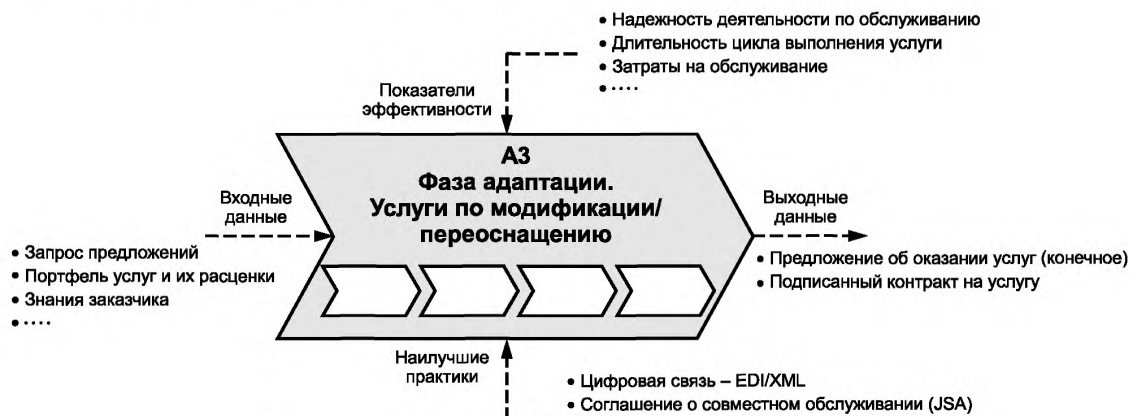 • Надежность деятельности по обслуживанию
• Длительность цикла выполнения услуги
• Затраты на обслуживание
• ····
Показатели
эффективности
А3
Фаза адаптации.
Услуги по модификации/
переоснащению
Входные
данные
• Запрос предложений
• Портфель услуг и их расценки
• Знания заказчика
• ····
Выходные
данные
• Предложение об оказании услуг (конечное)
• Подписанный контракт на услугу
Наилучшие
практики
• Цифровая связь – EDI/XML
• Соглашение о совместном обслуживании (JSA)